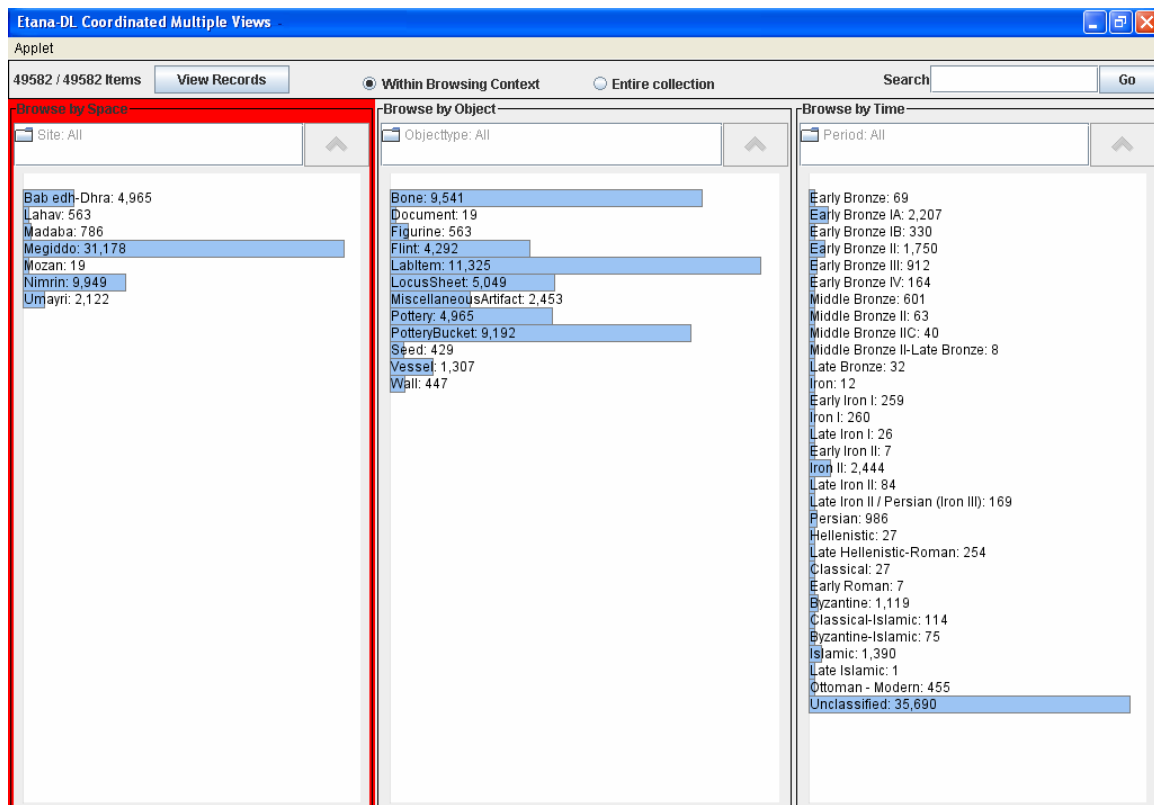 Etana-DL Coordinated Multiple Views -
Applet
49582 / 49582 Items View Records Within Browsing Context Entire collection Search Go
Browse by Space
Site: All
Bab edh-Dhra: 4,965
Lahav: 563
Madaba: 786
Megiddo: 31,178
Mozan: 19
Nimrin: 9,949
Umayri: 2,122
Browse by Object
Objecttype: All
Bone: 9,541
Document: 19
Figurine: 563
Flint: 4,292
LabItem: 11,325
LocusSheet: 5,049
MiscellaneousArtifact: 2,453
Pottery: 4,965
PotteryBucket: 9,192
Seed: 429
Vessel: 1,307
Wall: 447
Browse by Time
Period: All
Early Bronze: 69
Early Bronze IA: 2,207
Early Bronze IB: 330
Early Bronze II: 1,750
Early Bronze III: 912
Early Bronze IV: 164
Middle Bronze: 601
Middle Bronze II: 63
Middle Bronze IIC: 40
Middle Bronze II-Late Bronze: 8
Late Bronze: 32
Iron: 12
Early Iron I: 259
Iron I: 260
Late Iron I: 26
Early Iron II: 7
Iron II: 2,444
Late Iron II: 84
Late Iron II / Persian (Iron III): 169
Persian: 986
Hellenistic: 27
Late Hellenistic-Roman: 254
Classical: 27
Early Roman: 7
Byzantine: 1,119
Classical-Islamic: 114
Byzantine-Islamic: 75
Islamic: 1,390
Late Islamic: 1
Ottoman - Modern: 455
Unclassified: 35,690